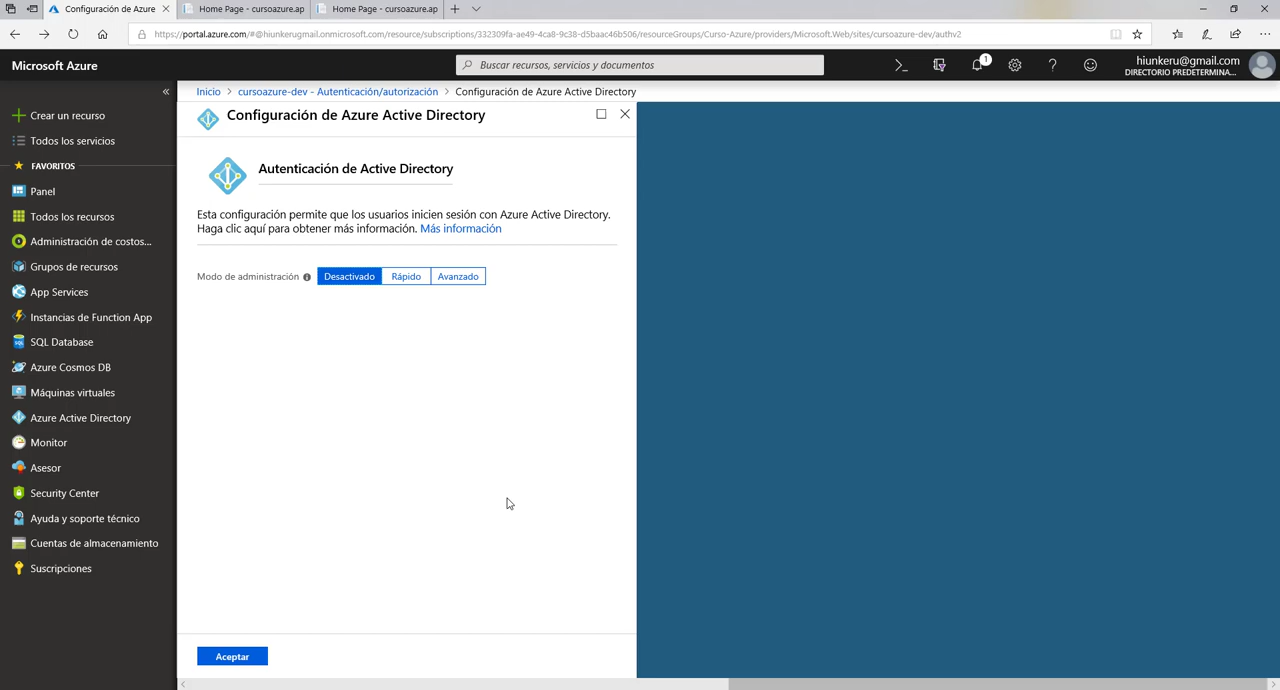 Configuración de Azure
Home Page - cursoazure.ap
Home Page - cursoazure.ap
https://portal.azure.com/#@hiunkerugmail.onmicrosoft.com/resource/subscriptions/332309fa-ae49-4ca8-9c38-d5baac46b506/resourceGroups/Curso-Azure/providers/Microsoft.Web/sites/cursoazure-dev/authv2
Microsoft Azure
Buscar recursos, servicios y documentos
1
hiunkeru@gmail.com
DIRECTORIO PREDETERMINA...
Inicio > cursoazure-dev - Autenticación/autorización > Configuración de Azure Active Directory
Crear un recurso
Todos los servicios
FAVORITOS
Panel
Todos los recursos
Administración de costos...
Grupos de recursos
App Services
Instancias de Function App
SQL Database
Azure Cosmos DB
Máquinas virtuales
Azure Active Directory
Monitor
Asesor
Security Center
Ayuda y soporte técnico
Cuentas de almacenamiento
Suscripciones
Configuración de Azure Active Directory
Autenticación de Active Directory
Esta configuración permite que los usuarios inicien sesión con Azure Active Directory.
Haga clic aquí para obtener más información. Más información
Modo de administración Desactivado Rápido Avanzado
Aceptar